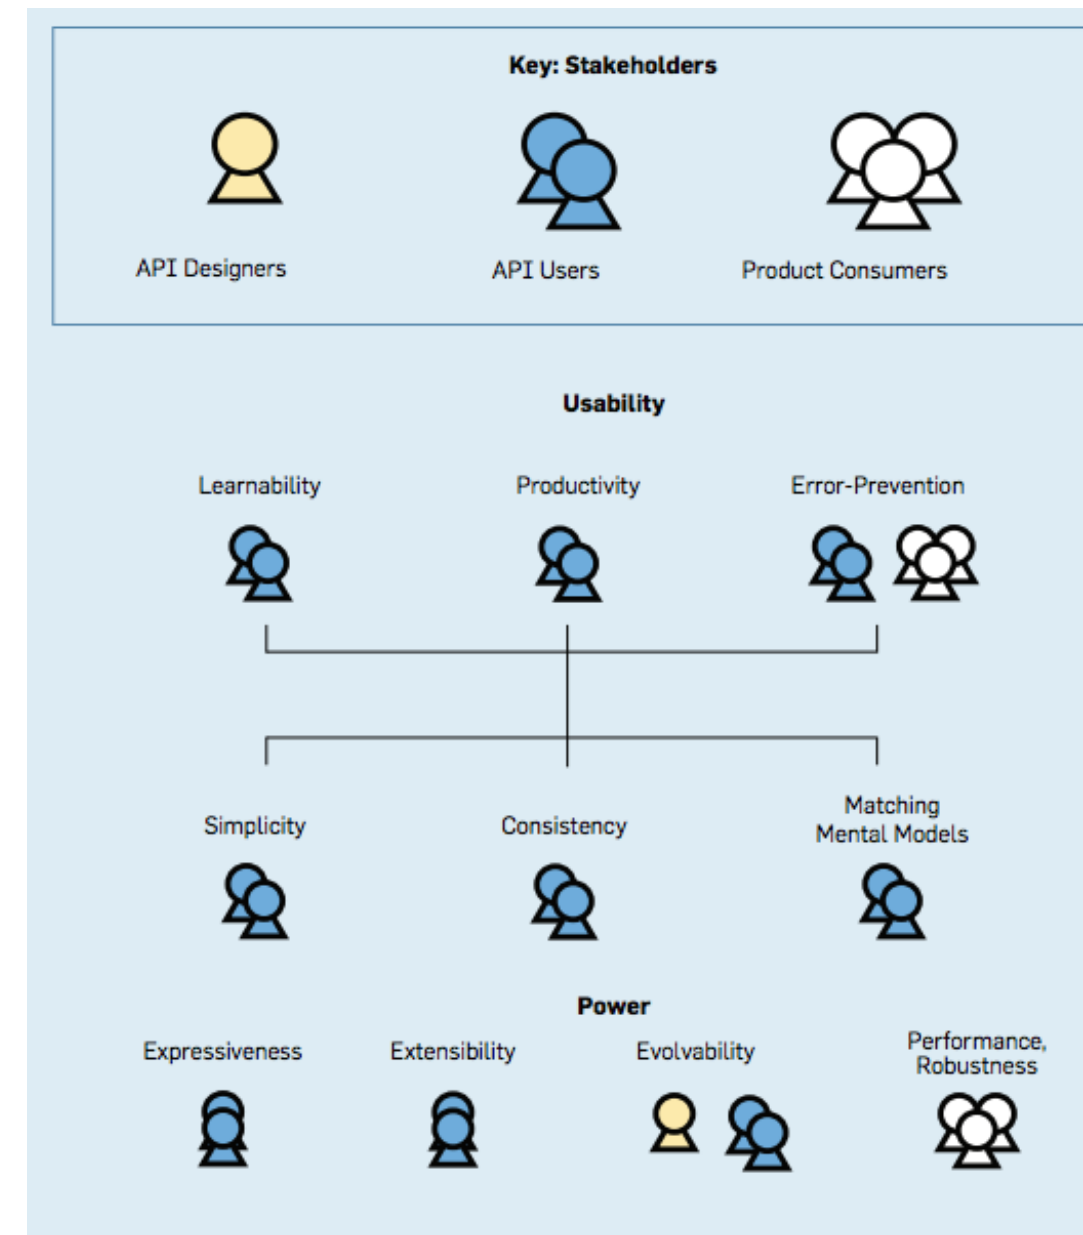 Key: Stakeholders
API Designers
API Users
Product Consumers
Usability
Learnability
Productivity
Error-Prevention
Simplicity
Consistency
Matching
Mental Models
Power
Expressiveness
Extensibility
Evolvability
Performance,
Robustness